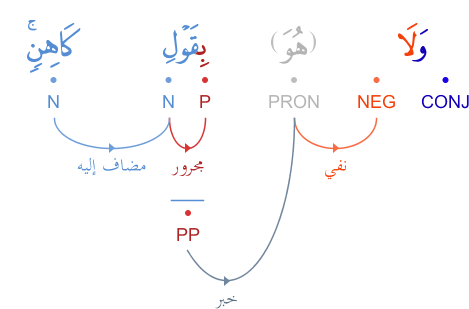 وَلَا (هُوَ) بِقَوۡلِ كَاهِنٖۚ
CONJ NEG PRON P N N
نفي مجرور مضاف إليه
PP
خبر